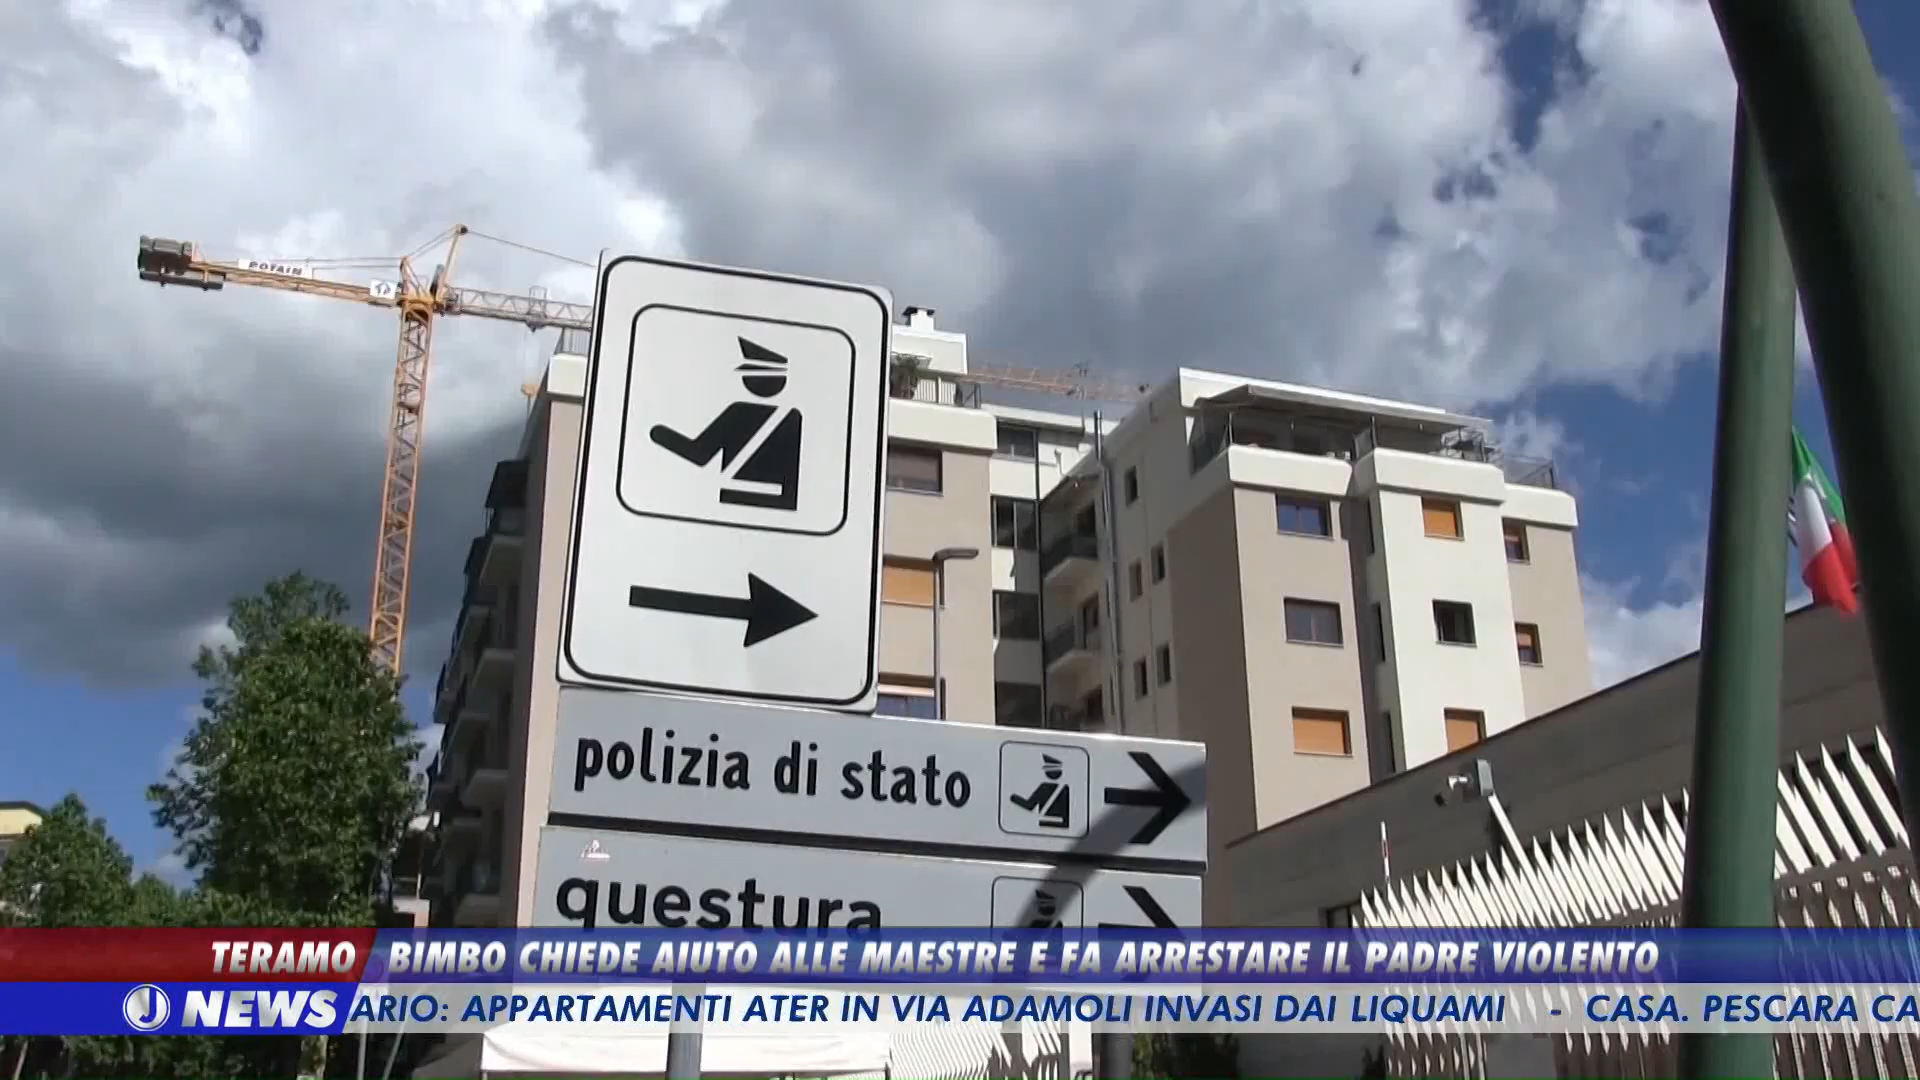 POTAIN
polizia di stato
questura
TERAMO BIMBO CHIEDE AIUTO ALLE MAESTRE E FA ARRESTARE IL PADRE VIOLENTO
J NEWS ARIO: APPARTAMENTI ATER IN VIA ADAMOLI INVASI DAI LIQUAMI - CASA. PESCARA CA